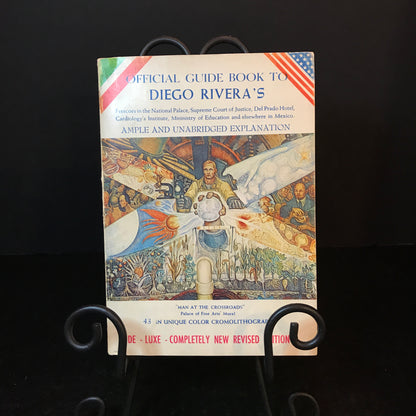 OFFICIAL GUIDE BOOK TO
DIEGO RIVERA'S
Frescoes in the National Palace, Supreme Court of Justice, Del Prado Hotel,
Cardiology's Institute, Ministry of Education and elsewhere in Mexico.
AMPLE AND UNABRIDGED EXPLANATION
"MAN AT THE CROSSROADS"
Palace of Fine Arts' Mural
43 IN UNIQUE COLOR CROMOLITHOGRAPH
DE - LUXE - COMPLETELY NEW REVISED EDITION